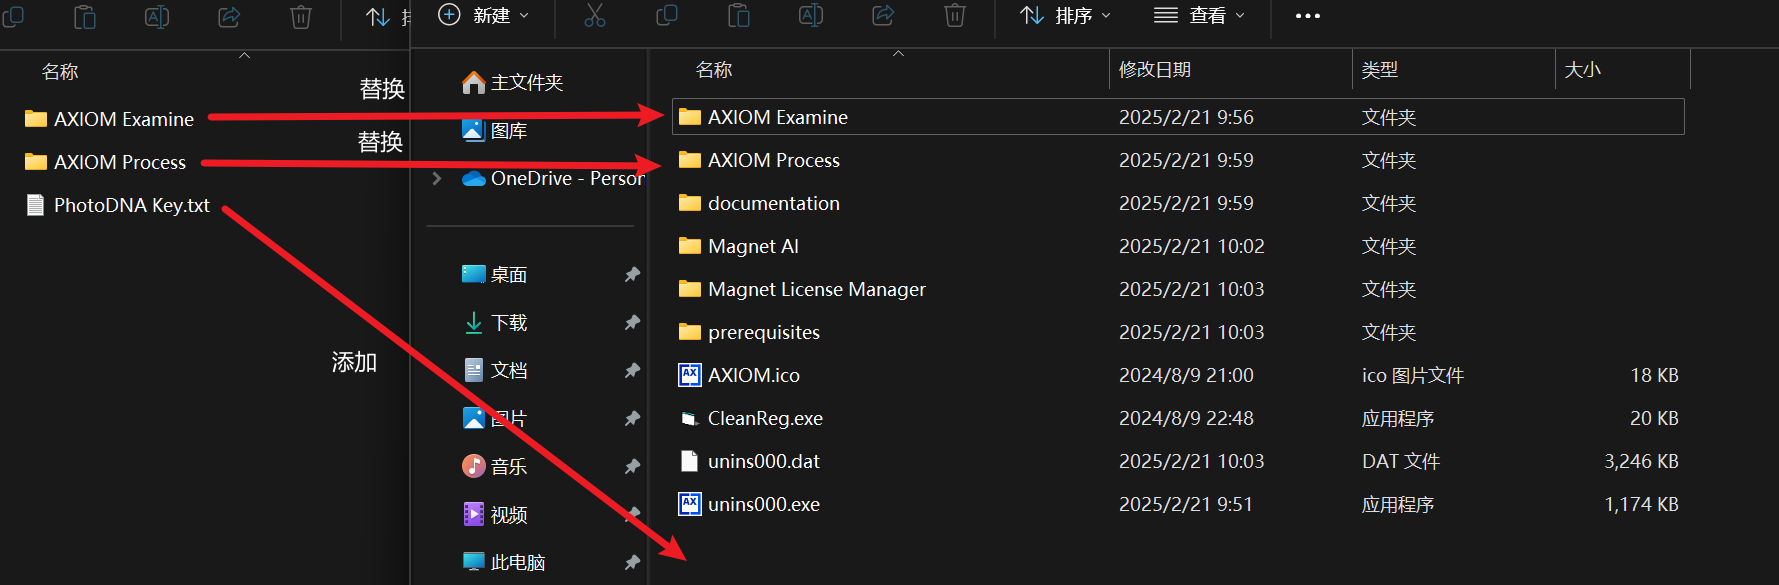 排
新建
排序
查看
名称
AXIOM Examine
AXIOM Process
PhotoDNA Key.txt
替换
替换
添加
主文件夹
图库
OneDrive - Person
桌面
下载
文档
图片
音乐
视频
此电脑
名称 修改日期 类型 大小
AXIOM Examine 2025/2/21 9:56 文件夹
AXIOM Process 2025/2/21 9:59 文件夹
documentation 2025/2/21 9:59 文件夹
Magnet AI 2025/2/21 10:02 文件夹
Magnet License Manager 2025/2/21 10:03 文件夹
prerequisites 2025/2/21 10:03 文件夹
AXIOM.ico 2024/8/9 21:00 ico 图片文件 18 KB
CleanReg.exe 2024/8/9 22:48 应用程序 20 KB
unins000.dat 2025/2/21 10:03 DAT 文件 3,246 KB
unins000.exe 2025/2/21 9:51 应用程序 1,174 KB